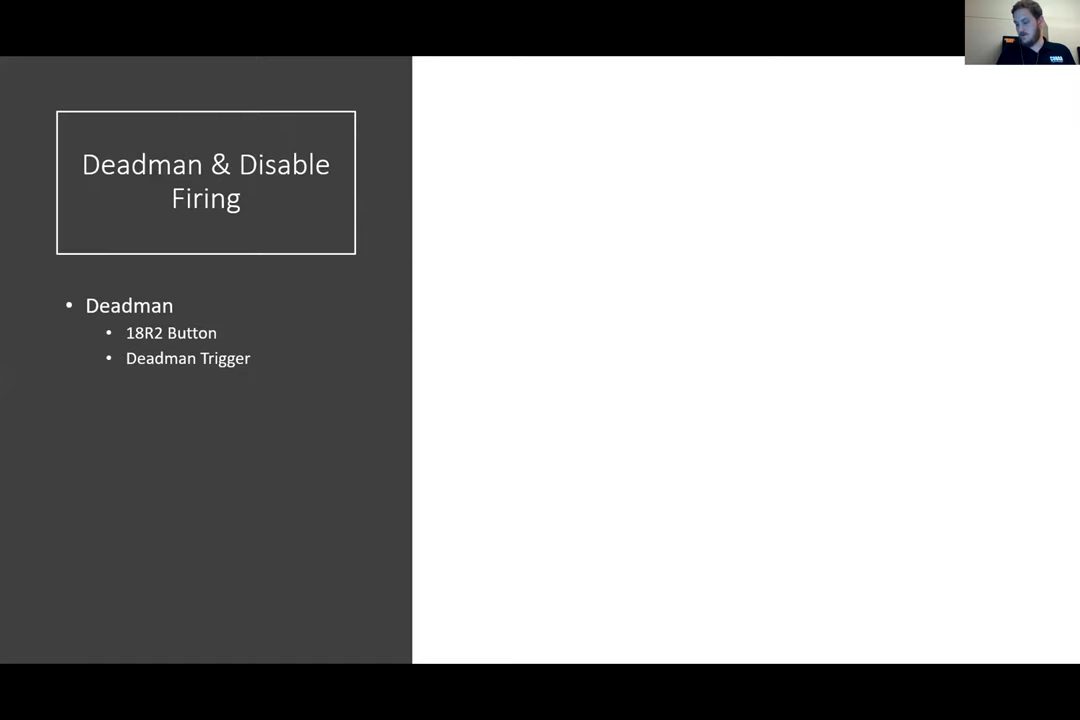 Deadman & Disable
Firing
• Deadman
• 18R2 Button
• Deadman Trigger